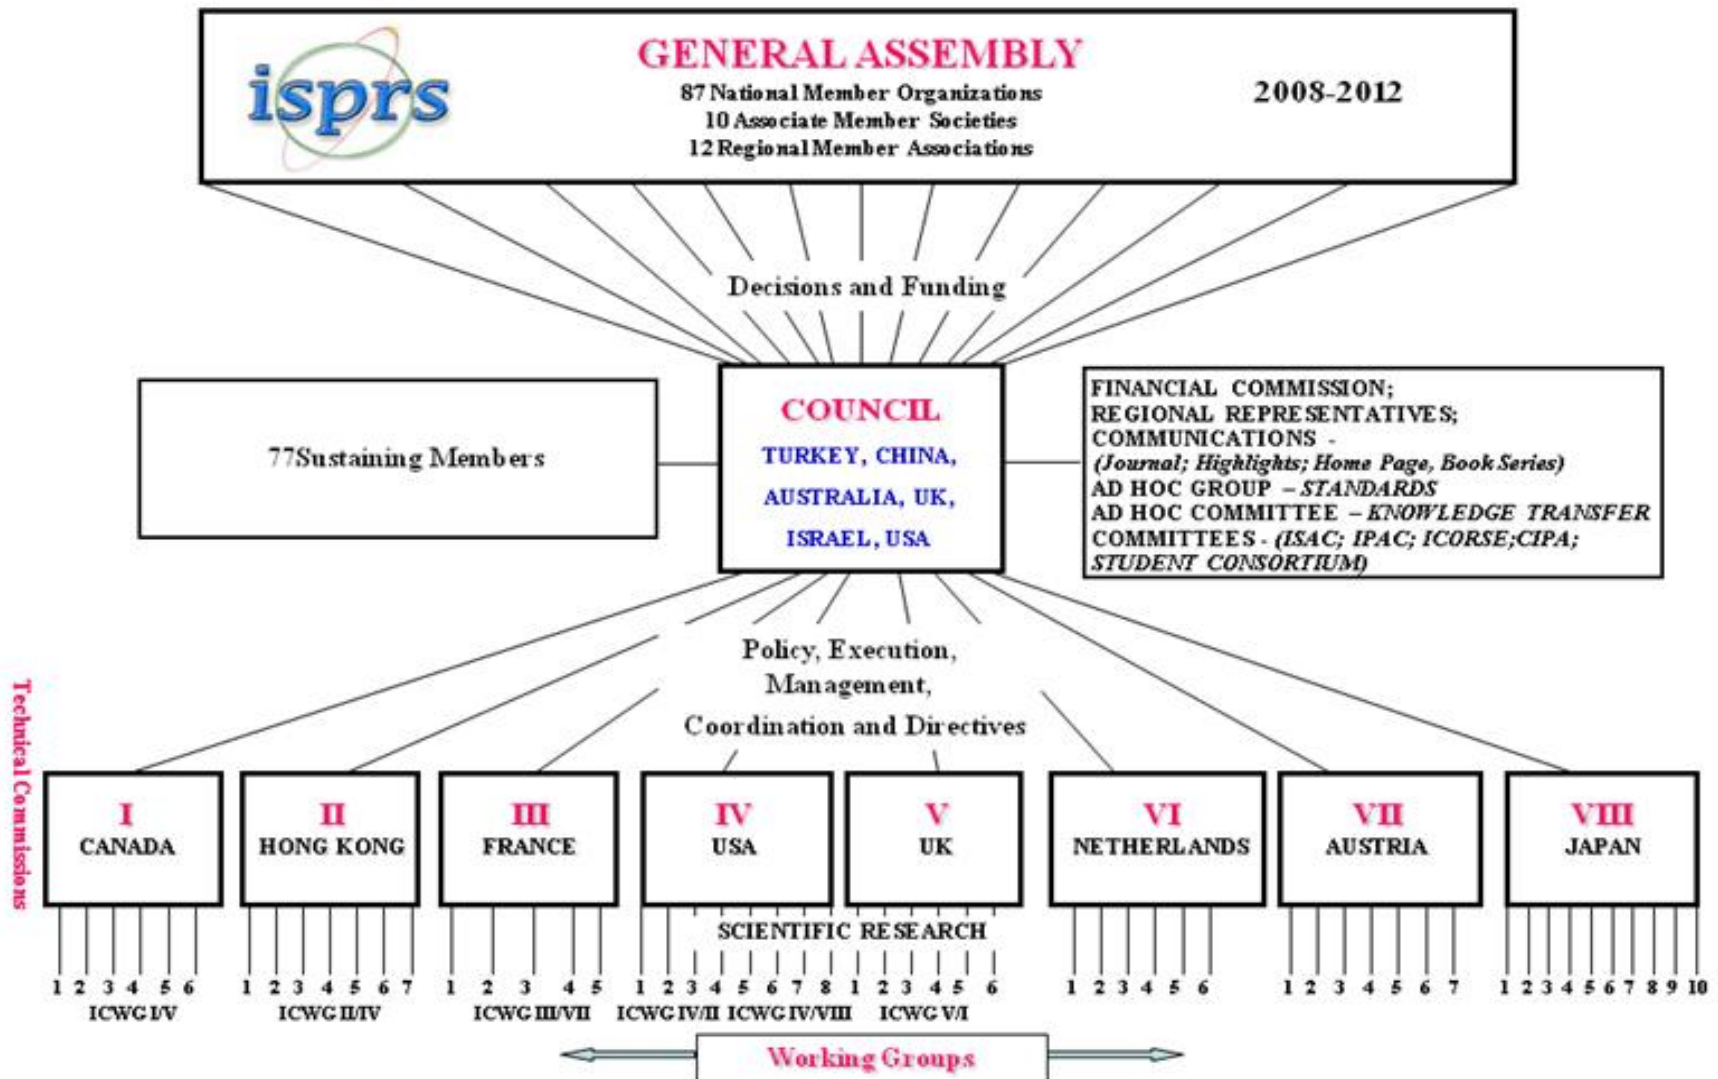 isprs
GENERAL ASSEMBLY
87 National Member Organizations
10 Associate Member Societies
12 Regional Member Associations
2008-2012
Decisions and Funding
77Sustaining Members
COUNCIL
TURKEY, CHINA,
AUSTRALIA, UK,
ISRAEL, USA
FINANCIAL COMMISSION;
REGIONAL REPRESENTATIVES;
COMMUNICATIONS -
(Journal; Highlights; Home Page, Book Series)
AD HOC GROUP – STANDARDS
AD HOC COMMITTEE – KNOWLEDGE TRANSFER
COMMITTEES - (ISAC; IPAC; ICORSE;CIPA;
STUDENT CONSORTIUM)
Policy, Execution,
Management,
Coordination and Directives
Technical Commissions
I
CANADA
II
HONG KONG
III
FRANCE
IV
USA
V
UK
VI
NETHERLANDS
VII
AUSTRIA
VIII
JAPAN
SCIENTIFIC RESEARCH
1 2 3 4 5 6
ICWG I/V
1 2 3 4 5 6 7
ICWG II/IV
1 2 3 4 5
ICWG III/VII
1 2 3 4 5 6 7 8
ICWG IV/II ICWG IV/VIII
1 2 3 4 5 6
ICWG V/I
1 2 3 4 5 6
1 2 3 4 5 6 7
1 2 3 4 5 6 7 8 9 10
Working Groups